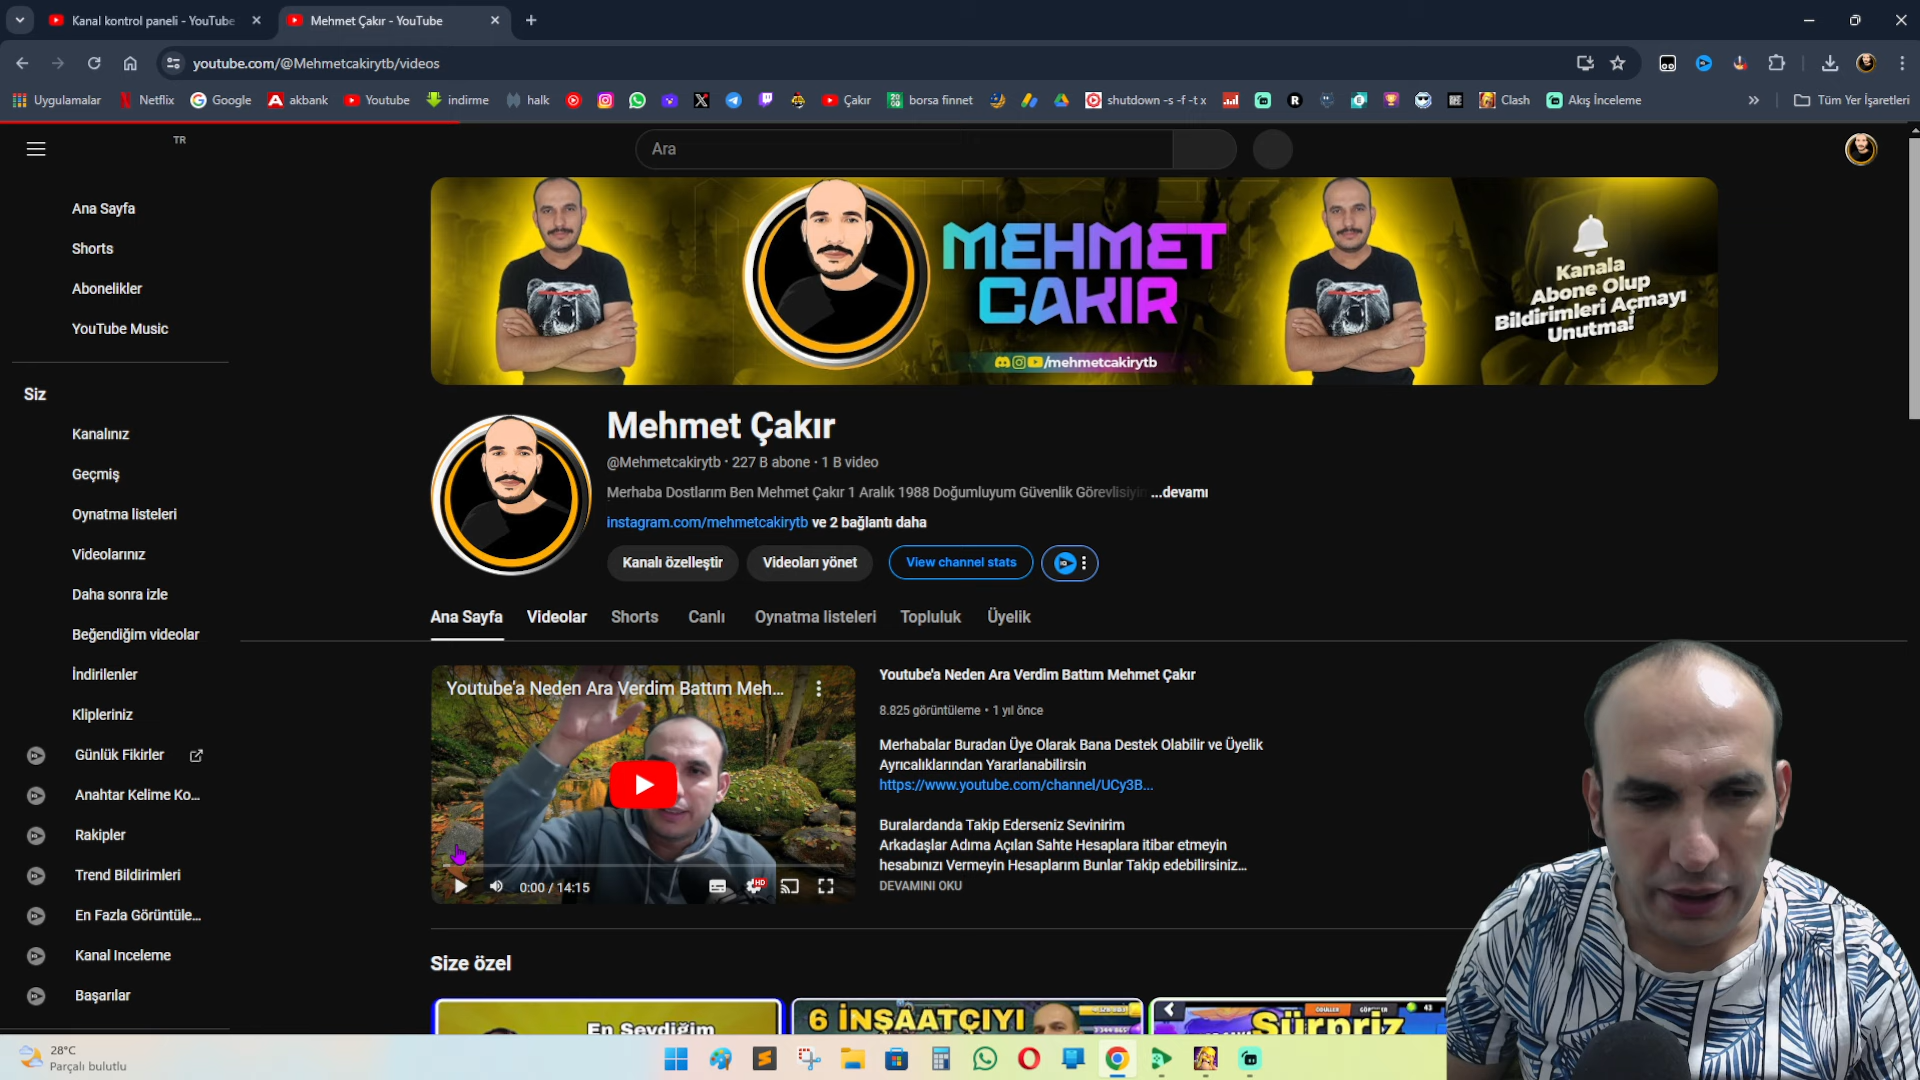 Kanal kontrol paneli - YouTube
Mehmet Çakır - YouTube
youtube.com/@Mehmetcakirytb/videos
Uygulamalar
Netflix
Google
akbank
Youtube
indirme
halk
Çakır
borsa finnet
shutdown -s -f -t x
Clash
Akış İnceleme
Tüm Yer İşaretleri
TR
Ara
Ana Sayfa
Shorts
Abonelikler
YouTube Music
Siz
Kanalınız
Geçmiş
Oynatma listeleri
Videolarınız
Daha sonra izle
Beğendiğim videolar
İndirilenler
Klipleriniz
Günlük Fikirler
Anahtar Kelime Ko...
Rakipler
Trend Bildirimleri
En Fazla Görüntüle...
Kanal Inceleme
Başarılar
MEHMET
CAKIR
/mehmetcakirytb
Kanala
Abone Olup
Bildirimleri Açmayı
Unutma!
Mehmet Çakır
@Mehmetcakirytb · 227 B abone · 1 B video
Merhaba Dostlarım Ben Mehmet Çakır 1 Aralık 1988 Doğumluyum Güvenlik Görevlisiyim ...devamı
instagram.com/mehmetcakirytb ve 2 bağlantı daha
Kanalı özelleştir
Videoları yönet
View channel stats
Ana Sayfa
Videolar
Shorts
Canlı
Oynatma listeleri
Topluluk
Üyelik
Youtube'a Neden Ara Verdim Battım Meh...
0:00 / 14:15
HD
Youtube'a Neden Ara Verdim Battım Mehmet Çakır
8.825 görüntüleme • 1 yıl önce
Merhabalar Buradan Üye Olarak Bana Destek Olabilir ve Üyelik
Ayrıcalıklarından Yararlanabilirsin
https://www.youtube.com/channel/UCy3B...
Buralardanda Takip Ederseniz Sevinirim
Arkadaşlar Adıma Açılan Sahte Hesaplara itibar etmeyin
hesabınızı Vermeyin Hesaplarım Bunlar Takip edebilirsiniz...
DEVAMINI OKU
Size özel
En Sevdiğim
6 İNŞAATÇIYI
Sürpriz
28°C
Parçalı bulutlu